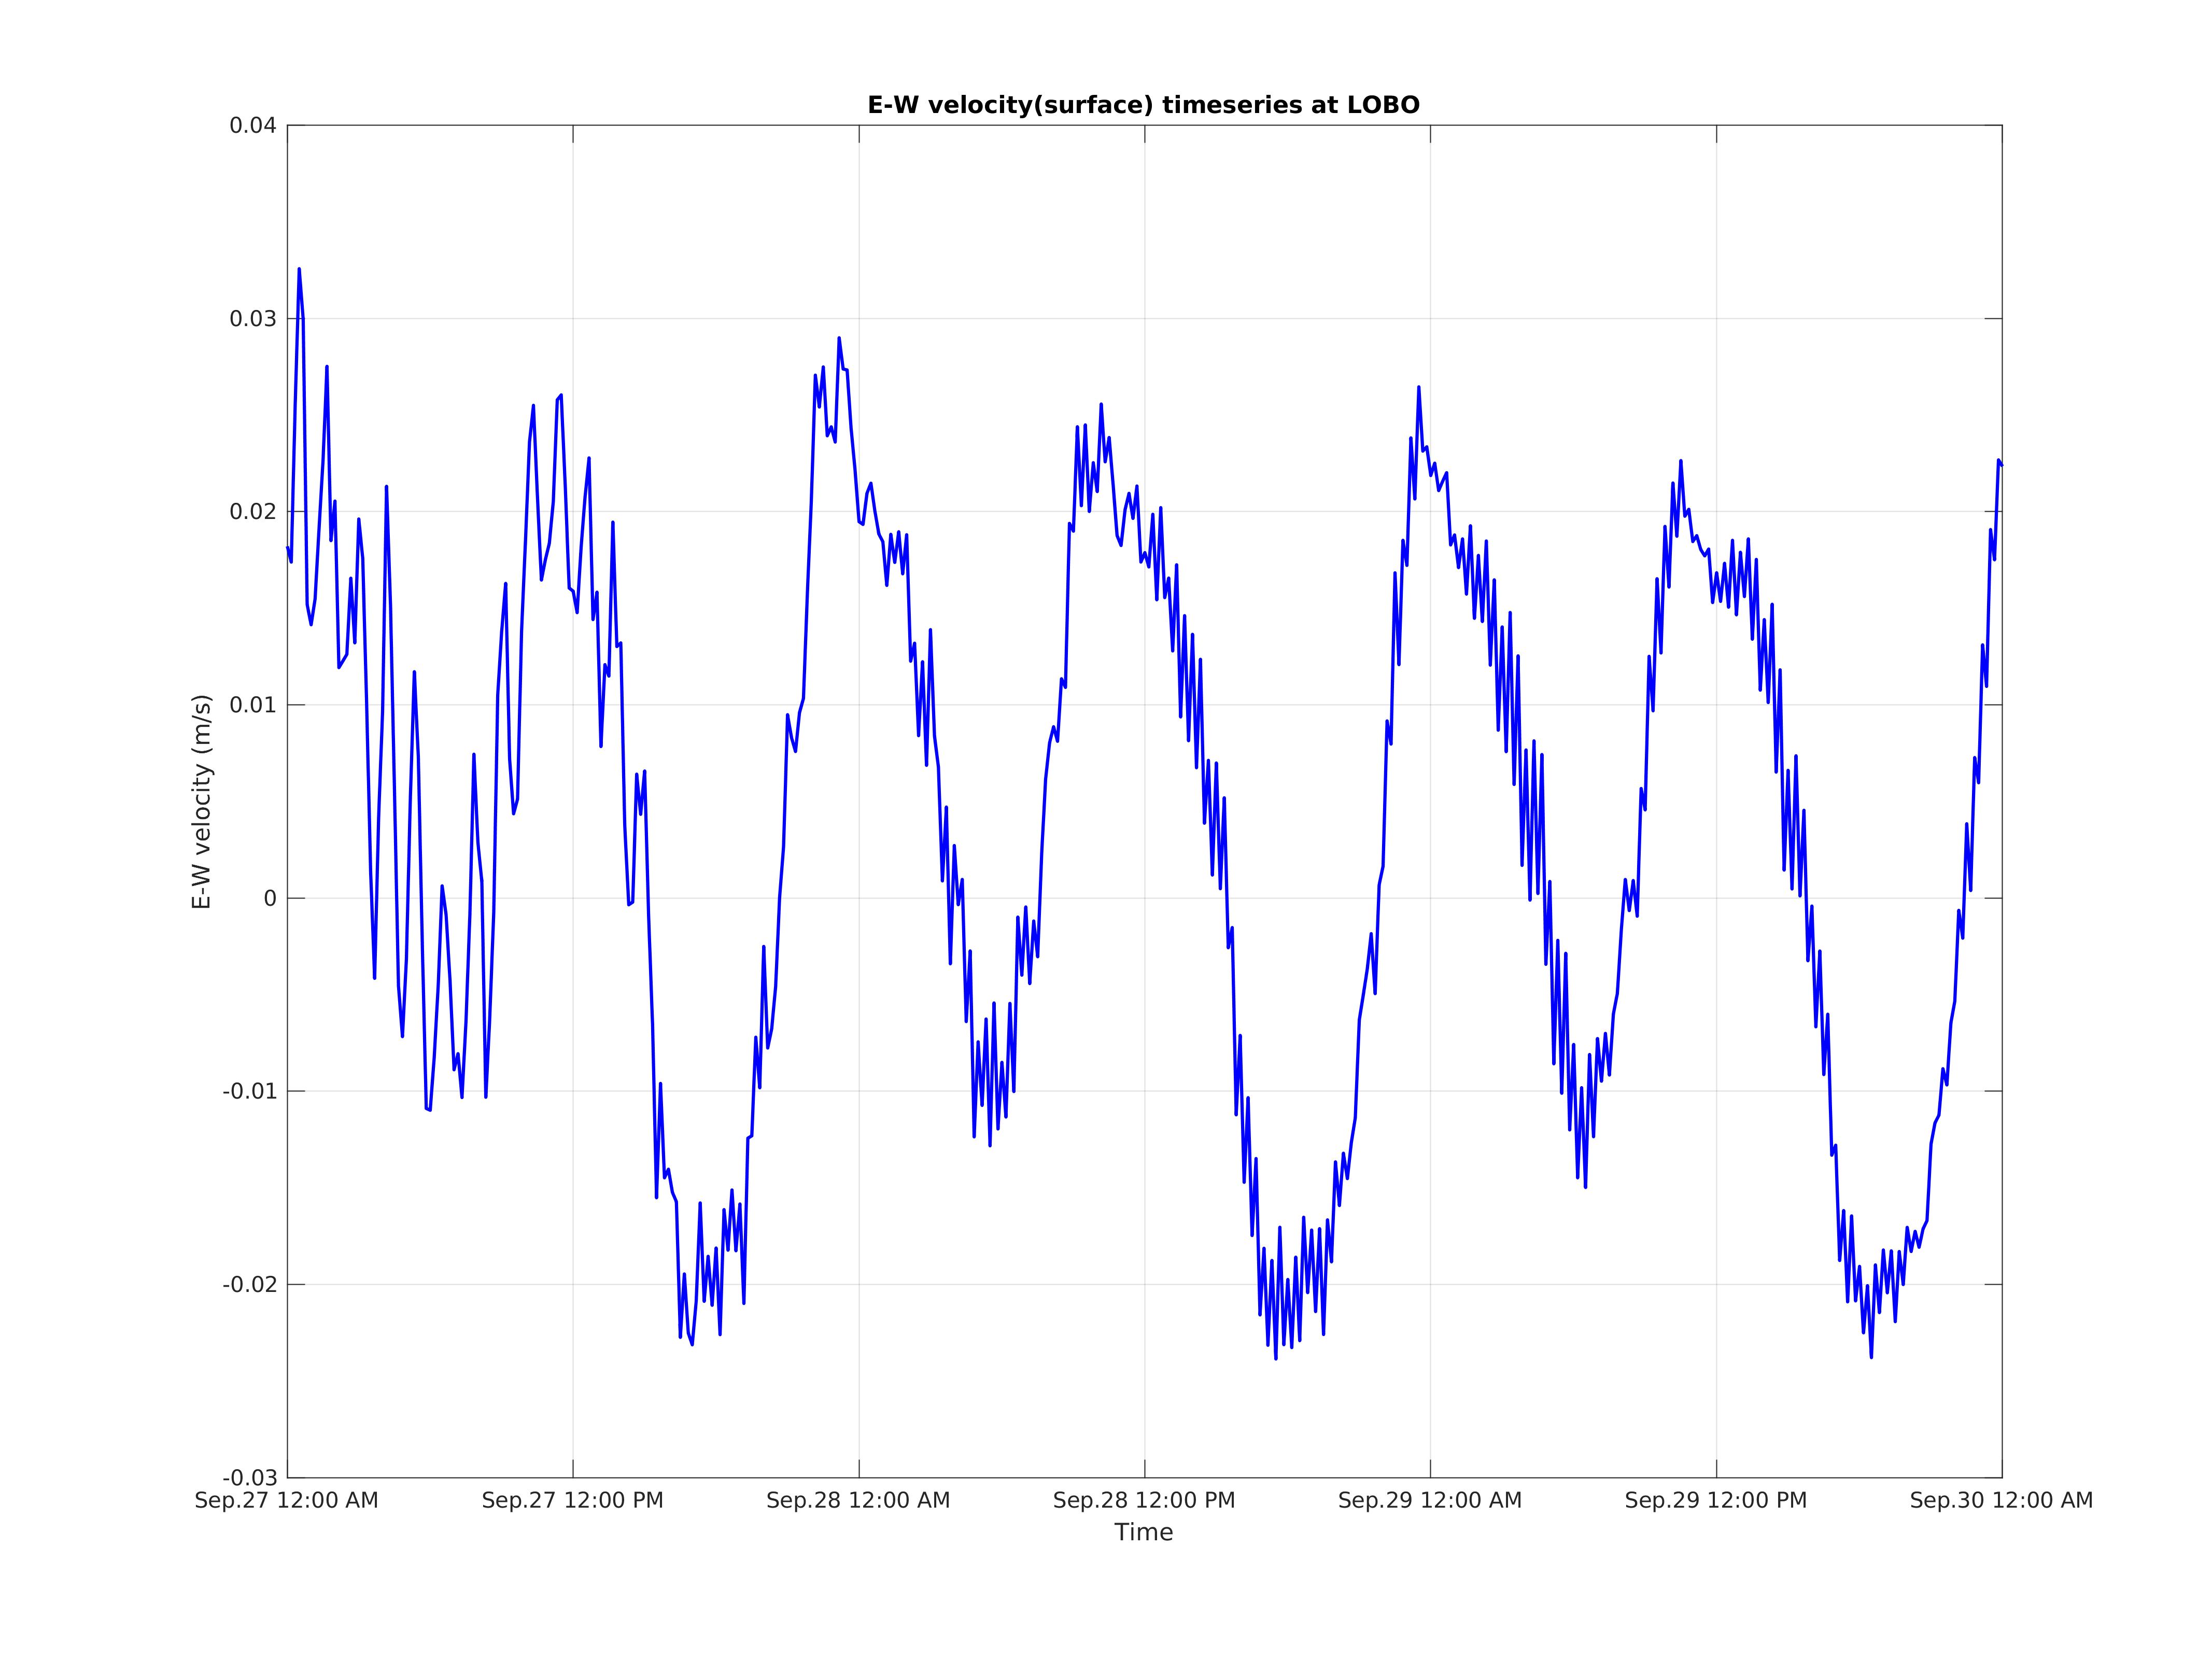 E-W velocity(surface) timeseries at LOBO
0.04
0.03
0.02
0.01
0
-0.01
-0.02
-0.03
E-W velocity (m/s)
Sep.27 12:00 AM
Sep.27 12:00 PM
Sep.28 12:00 AM
Sep.28 12:00 PM
Sep.29 12:00 AM
Sep.29 12:00 PM
Sep.30 12:00 AM
Time